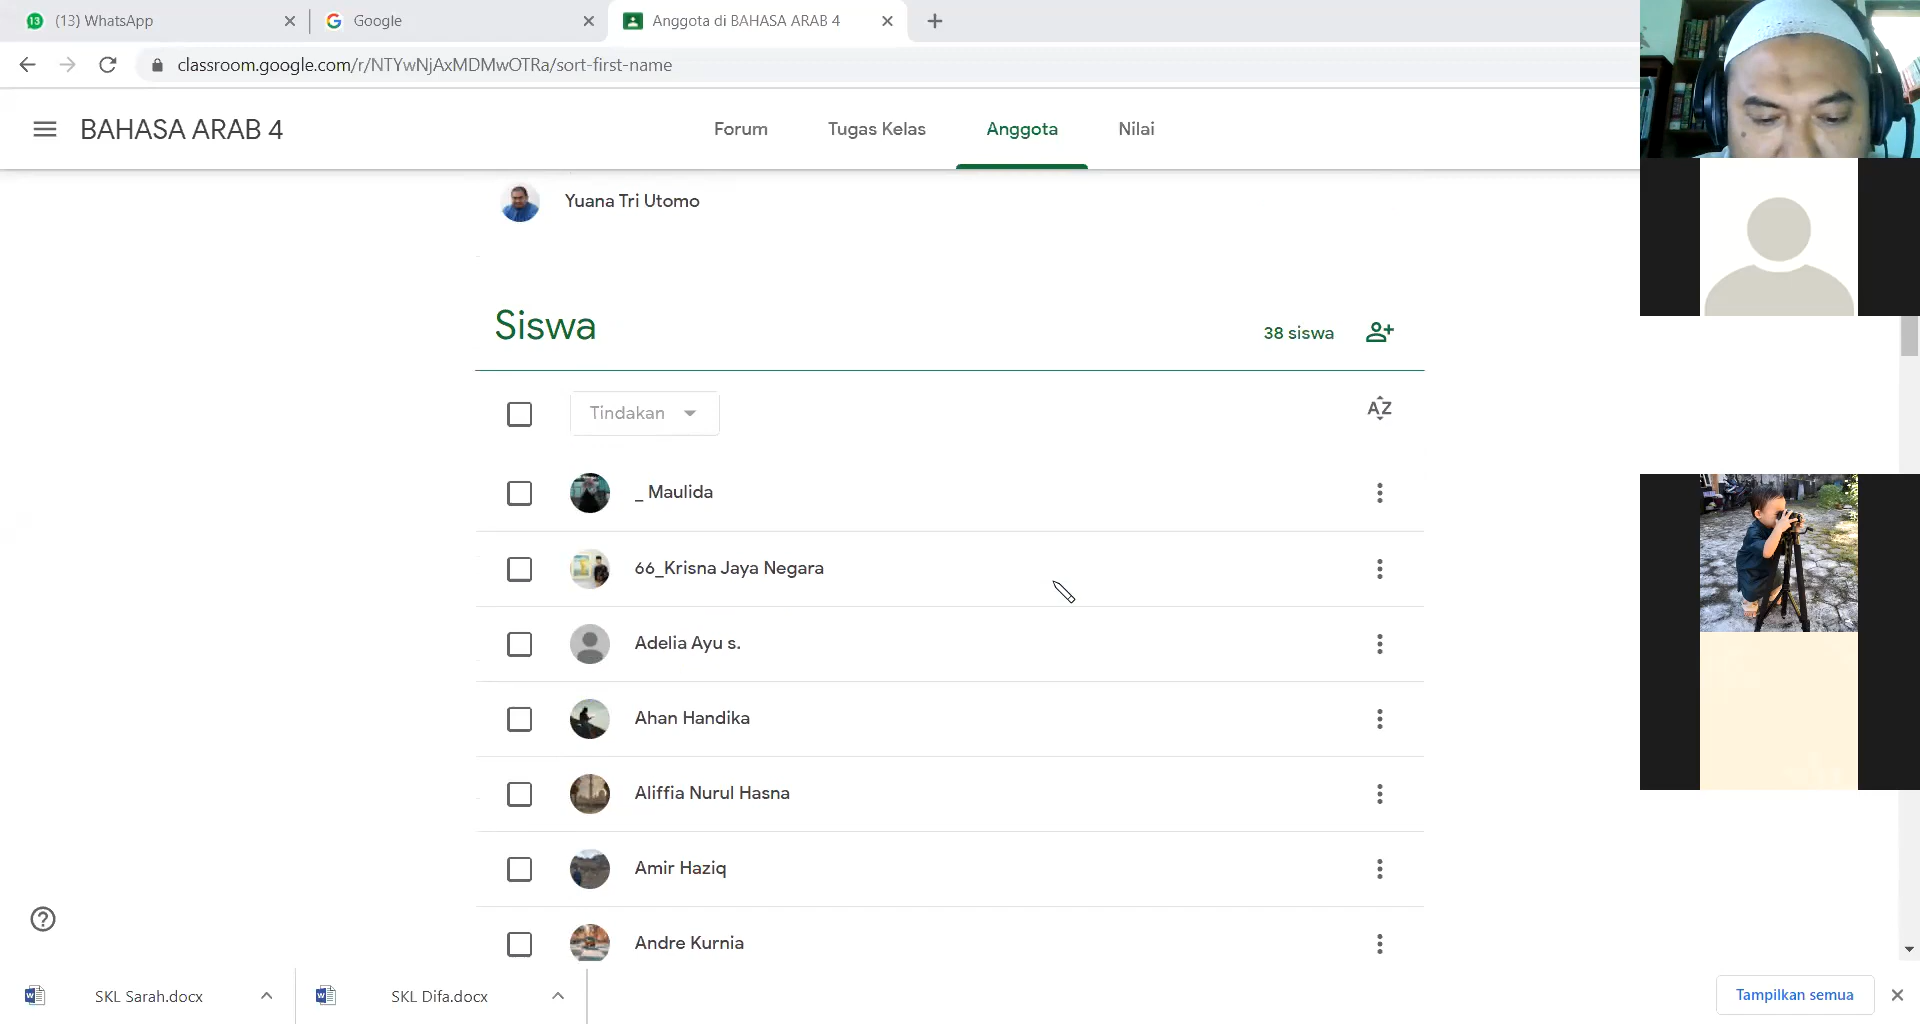 13 (13) WhatsApp
Google
Anggota di BAHASA ARAB 4
classroom.google.com/r/NTYwNjAxMDMwOTRa/sort-first-name
BAHASA ARAB 4
Forum
Tugas Kelas
Anggota
Nilai
Yuana Tri Utomo
Siswa
38 siswa
Tindakan
AZ
_ Maulida
66_Krisna Jaya Negara
Adelia Ayu s.
Ahan Handika
Aliffia Nurul Hasna
Amir Haziq
Andre Kurnia
SKL Sarah.docx
SKL Difa.docx
Tampilkan semua